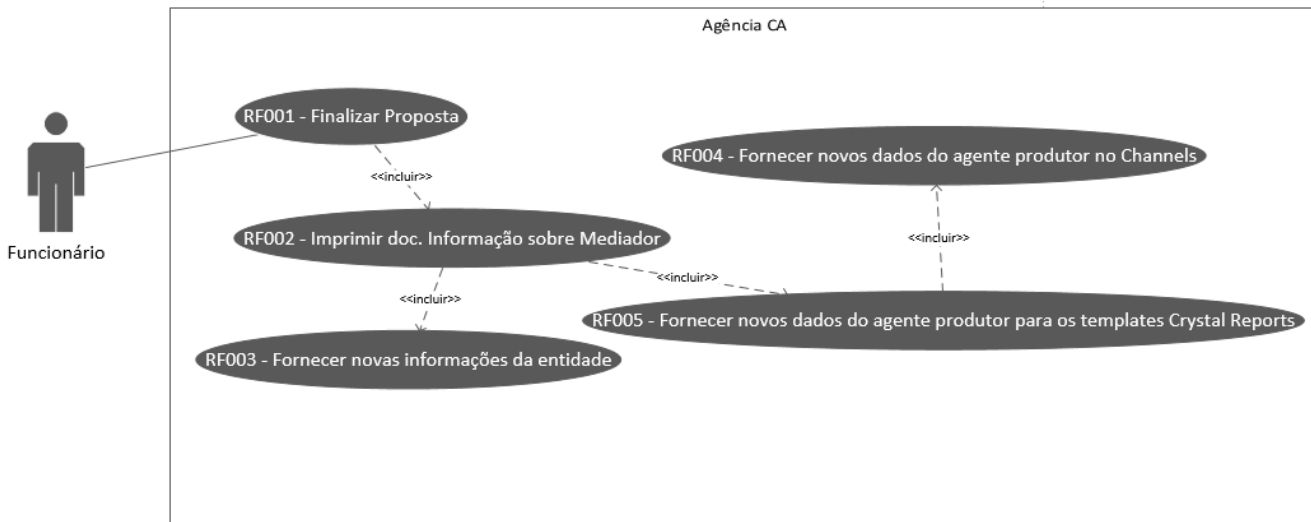 Agência CA
RF001 - Finalizar Proposta
RF004 - Fornecer novos dados do agente produtor no Channels
<<incluir>>
Funcionário
RF002 - Imprimir doc. Informação sobre Mediador
<<incluir>>
<<incluir>>
<<incluir>>
RF005 - Fornecer novos dados do agente produtor para os templates Crystal Reports
RF003 - Fornecer novas informações da entidade